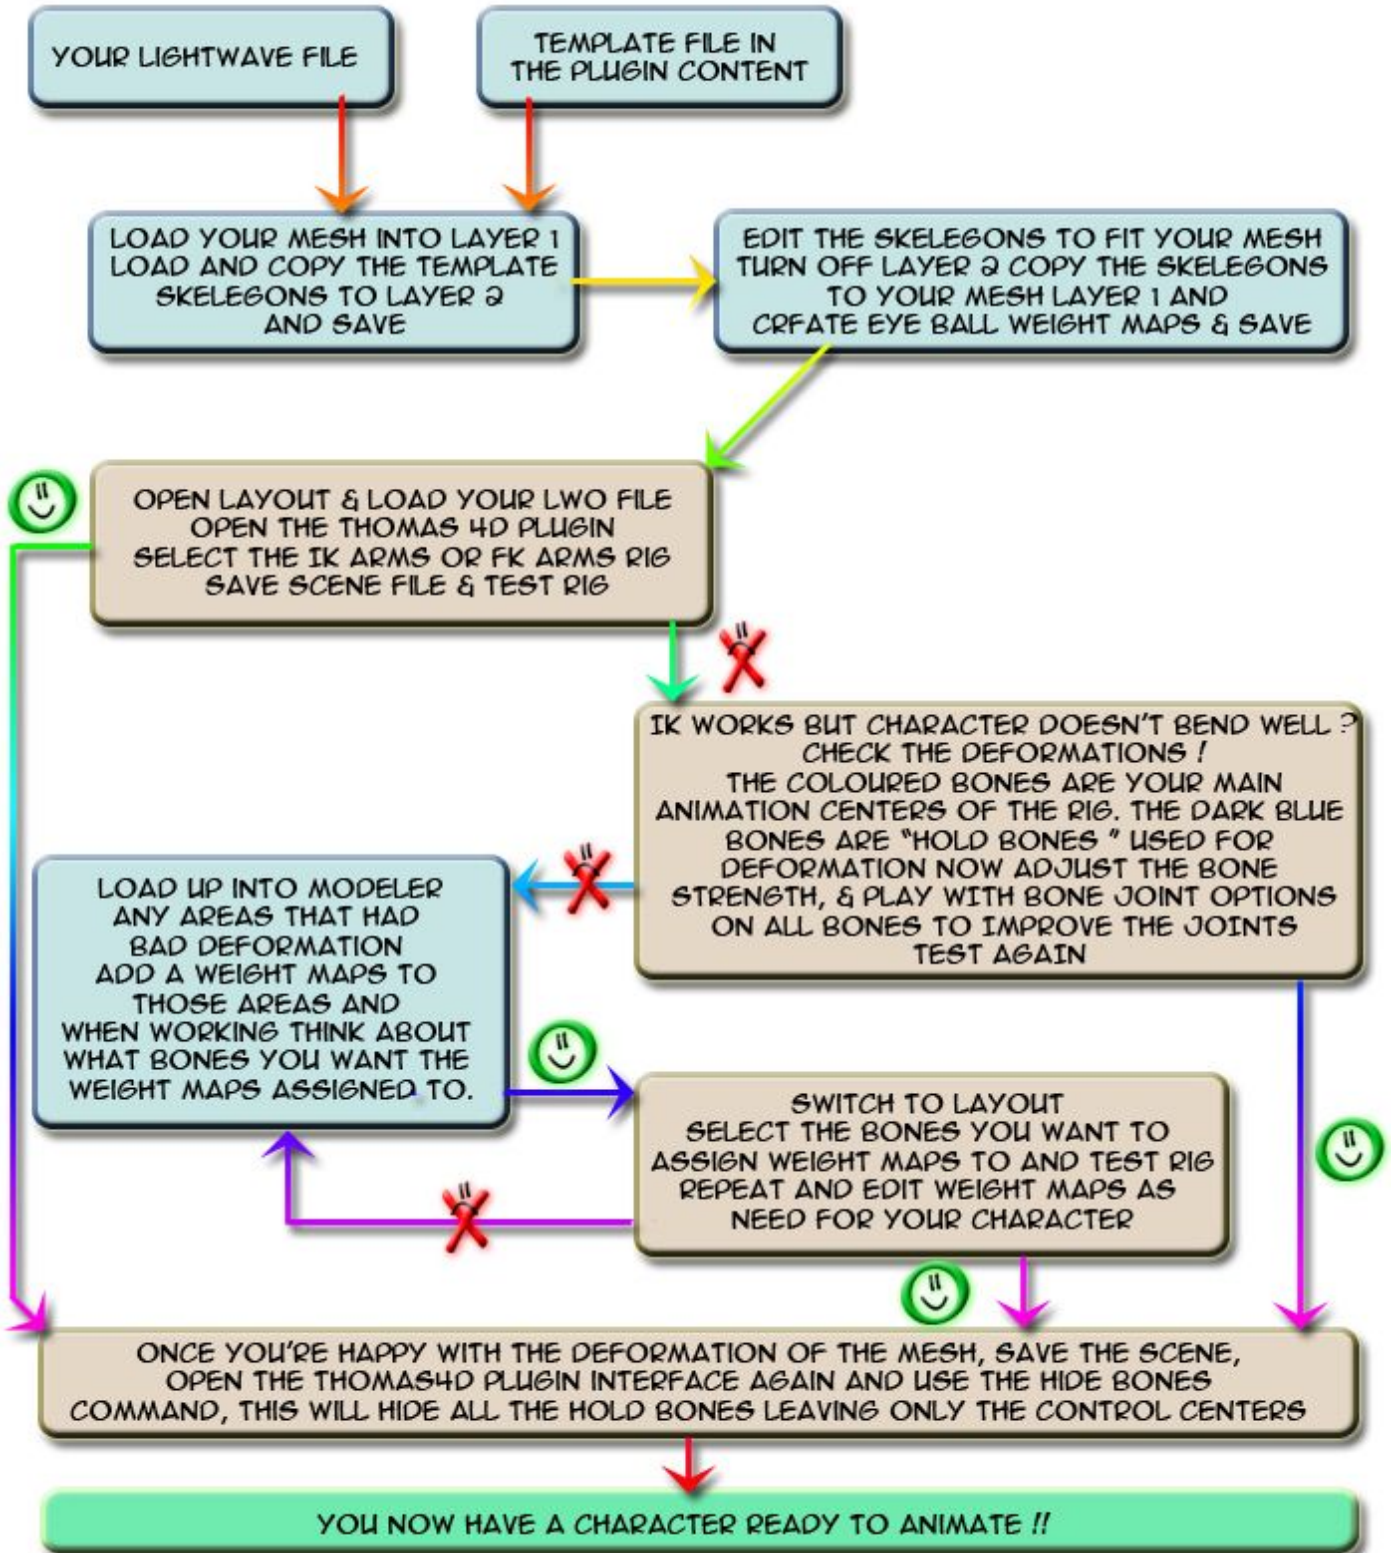 YOUR LIGHTWAVE FILE
TEMPLATE FILE IN
THE PLUGIN CONTENT
LOAD YOUR MESH INTO LAYER 1
LOAD AND COPY THE TEMPLATE
SKELEGONS TO LAYER 2
AND SAVE
EDIT THE SKELEGONS TO FIT YOUR MESH
TURN OFF LAYER 2 COPY THE SKELEGONS
TO YOUR MESH LAYER 1 AND
CRFATE EYE BALL WEIGHT MAPS & SAVE
OPEN LAYOUT & LOAD YOUR LWO FILE
OPEN THE THOMAS 4D PLUGIN
SELECT THE IK ARMS OR FK ARMS RIG
SAVE SCENE FILE & TEST RIG
IK WORKS BUT CHARACTER DOESN'T BEND WELL ?
CHECK THE DEFORMATIONS !
THE COLOURED BONES ARE YOUR MAIN
ANIMATION CENTERS OF THE RIG. THE DARK BLUE
BONES ARE "HOLD BONES " USED FOR
DEFORMATION NOW ADJUST THE BONE
STRENGTH, & PLAY WITH BONE JOINT OPTIONS
ON ALL BONES TO IMPROVE THE JOINTS
TEST AGAIN
LOAD UP INTO MODELER
ANY AREAS THAT HAD
BAD DEFORMATION
ADD A WEIGHT MAPS TO
THOSE AREAS AND
WHEN WORKING THINK ABOUT
WHAT BONES YOU WANT THE
WEIGHT MAPS ASSIGNED TO.
SWITCH TO LAYOUT
SELECT THE BONES YOU WANT TO
ASSIGN WEIGHT MAPS TO AND TEST RIG
REPEAT AND EDIT WEIGHT MAPS AS
NEED FOR YOUR CHARACTER
ONCE YOU'RE HAPPY WITH THE DEFORMATION OF THE MESH, SAVE THE SCENE,
OPEN THE THOMAS4D PLUGIN INTERFACE AGAIN AND USE THE HIDE BONES
COMMAND, THIS WILL HIDE ALL THE HOLD BONES LEAVING ONLY THE CONTROL CENTERS
YOU NOW HAVE A CHARACTER READY TO ANIMATE !!